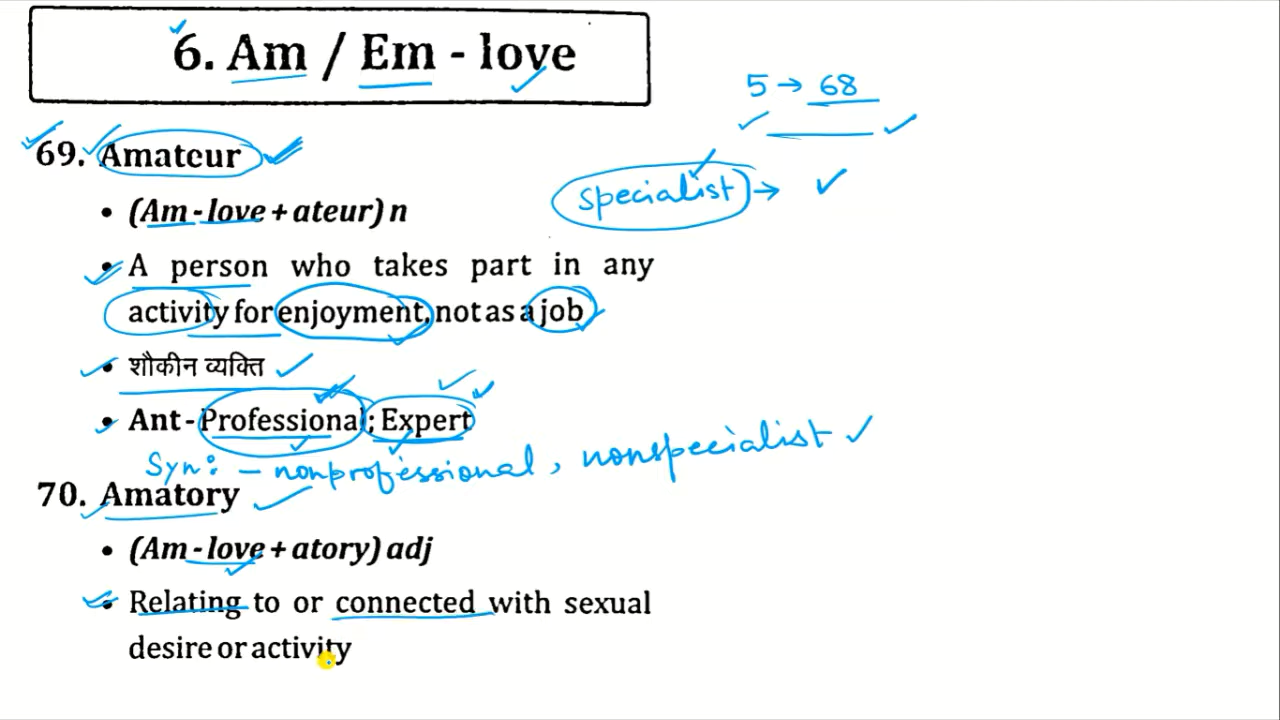 6. Am / Em - love
5 → 68
69. Amateur
specialist →
• (Am - love + ateur) n
• A person who takes part in any
activity for enjoyment, not as a job
• शौकीन व्यक्ति
• Ant - Professional; Expert
Syn: - nonprofessional, nonspecialist
70. Amatory
• (Am - love + atory) adj
• Relating to or connected with sexual
desire or activity